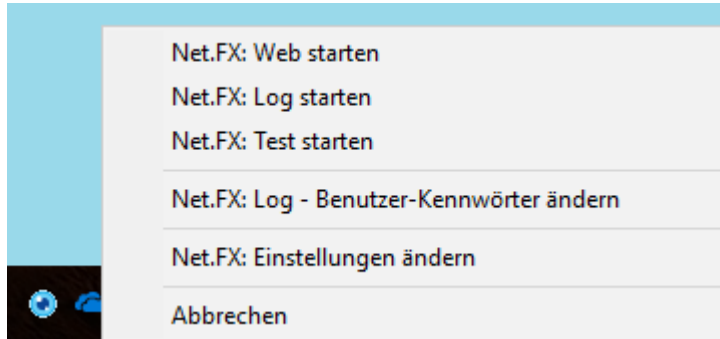 Net.FX: Web starten
Net.FX: Log starten
Net.FX: Test starten
Net.FX: Log - Benutzer-Kennwörter ändern
Net.FX: Einstellungen ändern
Abbrechen